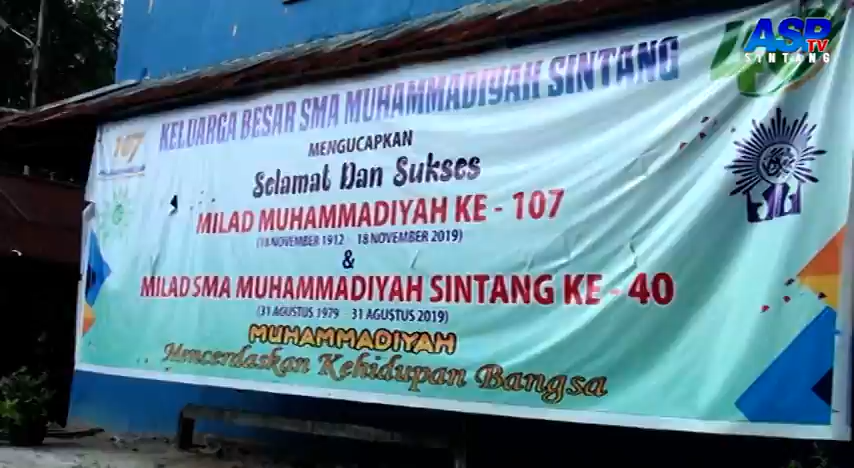 ASR TV
SINTANG
107
KELUARGA BESAR SMA MUHAMMADIYAH SINTANG
MENGUCAPKAN
Selamat Dan Sukses
MILAD MUHAMMADIYAH KE - 107
(18 NOVEMBER 1912 18 NOVEMBER 2019)
&
MILAD SMA MUHAMMADIYAH SINTANG KE - 40
(31 AGUSTUS 1979 31 AGUSTUS 2019)
MUHAMMADIYAH
Mencerdaskan Kehidupan Bangsa